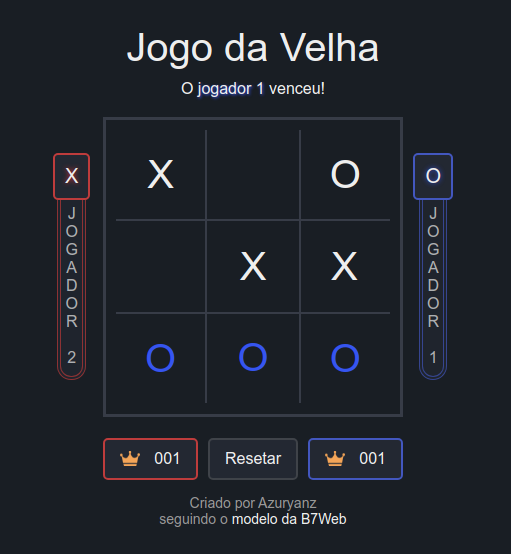 Jogo da Velha
O jogador 1 venceu!
X
JOGADOR 2
X O
X X
O O O
O
JOGADOR 1
001
Resetar
001
Criado por Azuryanz
seguindo o modelo da B7Web